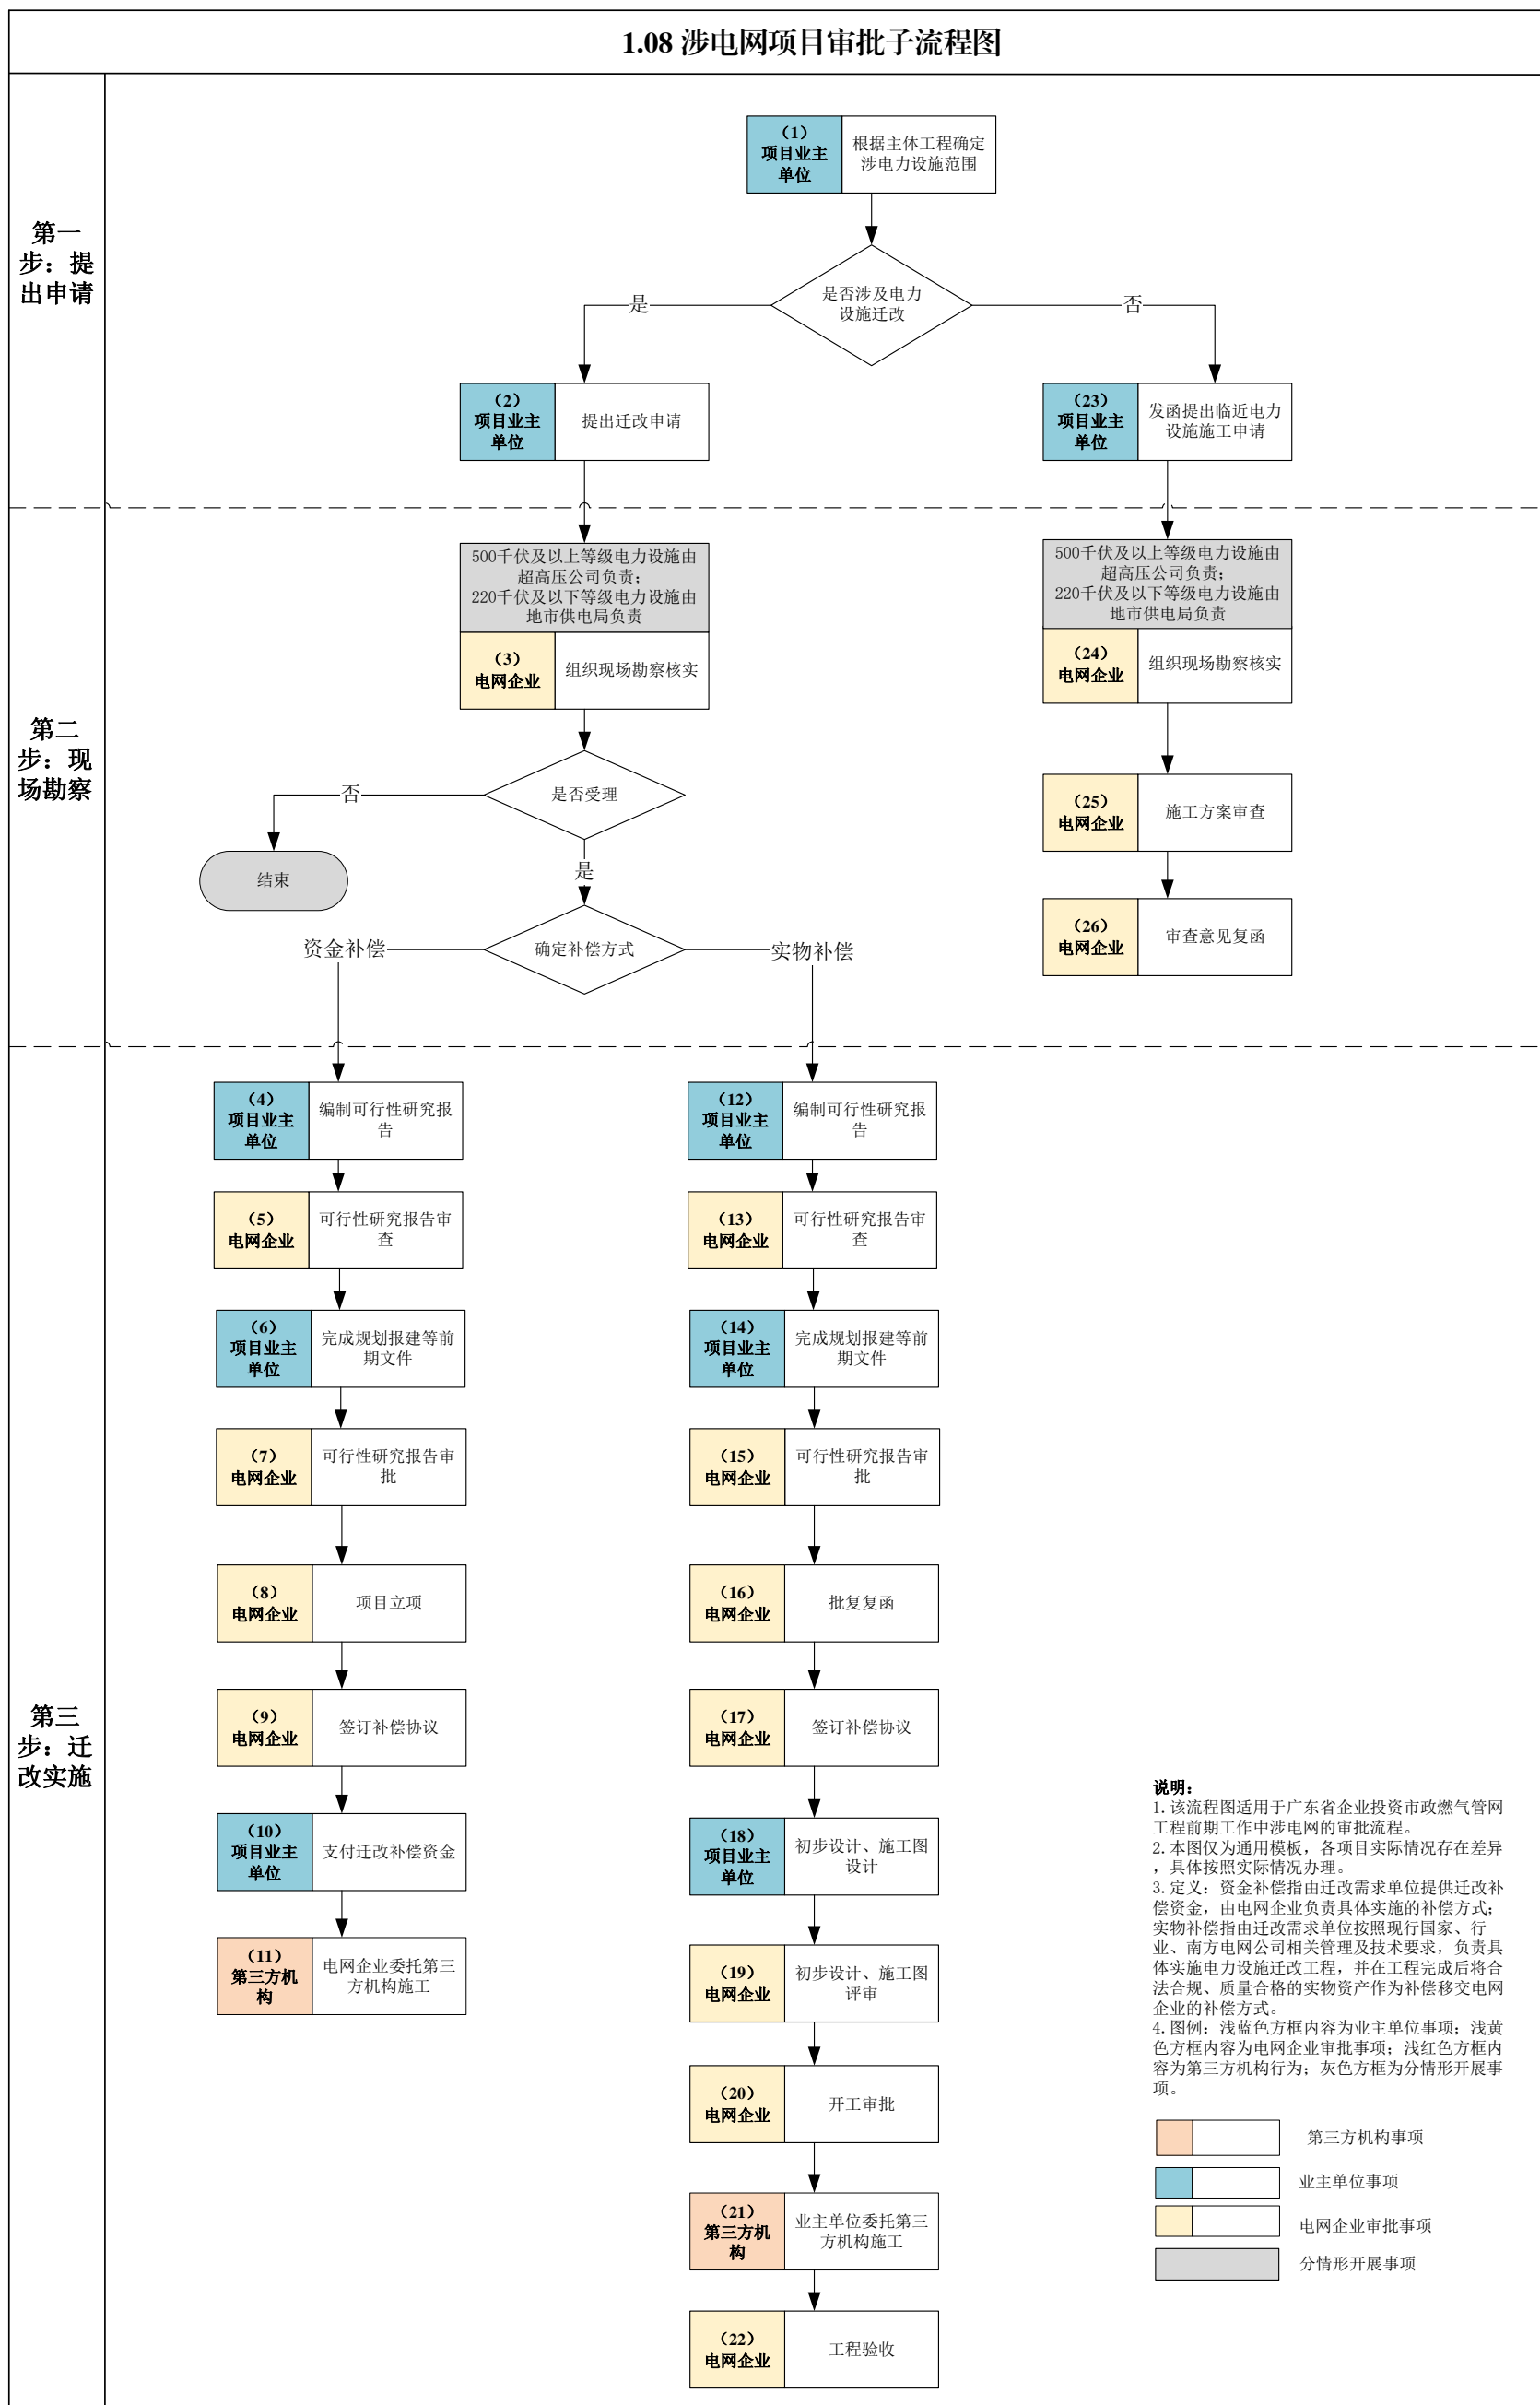 1.08 涉电网项目审批子流程图
第一
步：提
出申请
（1）
项目业主
单位
根据主体工程确定
涉电力设施范围
是否涉及电力
设施迁改
是
否
（2）
项目业主
单位
提出迁改申请
（23）
项目业主
单位
发函提出临近电力
设施施工申请
第二
步：现
场勘察
500千伏及以上等级电力设施由
超高压公司负责；
220千伏及以下等级电力设施由
地市供电局负责
（3）
电网企业
组织现场勘察核实
500千伏及以上等级电力设施由
超高压公司负责；
220千伏及以下等级电力设施由
地市供电局负责
（24）
电网企业
组织现场勘察核实
是否受理
否
结束
是
（25）
电网企业
施工方案审查
（26）
电网企业
审查意见复函
确定补偿方式
资金补偿
实物补偿
第三
步：迁
改实施
（4）
项目业主
单位
编制可行性研究报
告
（5）
电网企业
可行性研究报告审
查
（6）
项目业主
单位
完成规划报建等前
期文件
（7）
电网企业
可行性研究报告审
批
（8）
电网企业
项目立项
（9）
电网企业
签订补偿协议
（10）
项目业主
单位
支付迁改补偿资金
（11）
第三方机
构
电网企业委托第三
方机构施工
（12）
项目业主
单位
编制可行性研究报
告
（13）
电网企业
可行性研究报告审
查
（14）
项目业主
单位
完成规划报建等前
期文件
（15）
电网企业
可行性研究报告审
批
（16）
电网企业
批复复函
（17）
电网企业
签订补偿协议
（18）
项目业主
单位
初步设计、施工图
设计
（19）
电网企业
初步设计、施工图
评审
（20）
电网企业
开工审批
（21）
第三方机
构
业主单位委托第三
方机构施工
（22）
电网企业
工程验收
说明：
1.该流程图适用于广东省企业投资市政燃气管网
工程前期工作中涉电网的审批流程。
2.本图仅为通用模板，各项目实际情况存在差异
，具体按照实际情况办理。
3.定义：资金补偿指由迁改需求单位提供迁改补
偿资金，由电网企业负责具体实施的补偿方式；
实物补偿指由迁改需求单位按照现行国家、行
业、南方电网公司相关管理及技术要求，负责具
体实施电力设施迁改工程，并在工程完成后将合
法合规、质量合格的实物资产作为补偿移交电网
企业的补偿方式。
4.图例：浅蓝色方框内容为业主单位事项；浅黄
色方框内容为电网企业审批事项；浅红色方框内
容为第三方机构行为；灰色方框为分情形开展事
项。
第三方机构事项
业主单位事项
电网企业审批事项
分情形开展事项